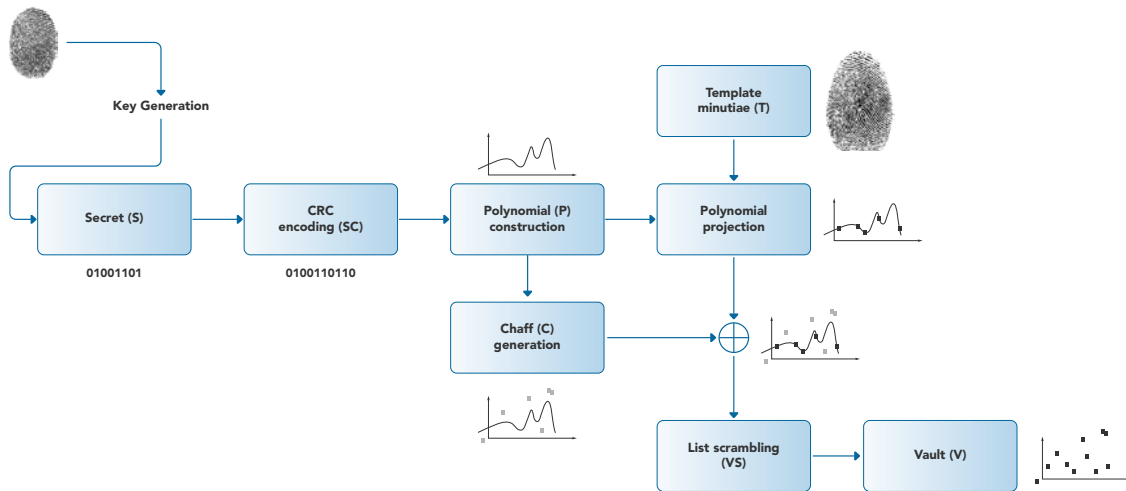 Key Generation
Template
minutiae (T)
Secret (S)
CRC
encoding (SC)
Polynomial (P)
construction
Polynomial
projection
01001101
0100110110
Chaff (C)
generation
List scrambling
(VS)
Vault (V)